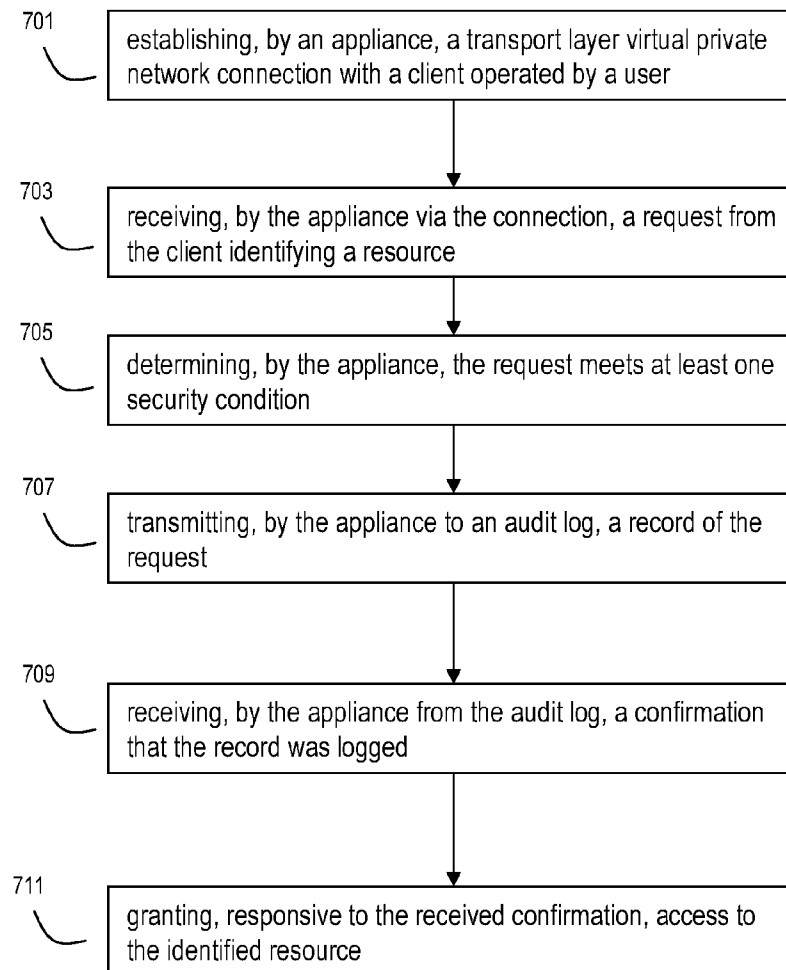 701
establishing, by an appliance, a transport layer virtual private
network connection with a client operated by a user
703
receiving, by the appliance via the connection, a request from
the client identifying a resource
705
determining, by the appliance, the request meets at least one
security condition
707
transmitting, by the appliance to an audit log, a record of the
request
709
receiving, by the appliance from the audit log, a confirmation
that the record was logged
711
granting, responsive to the received confirmation, access to
the identified resource